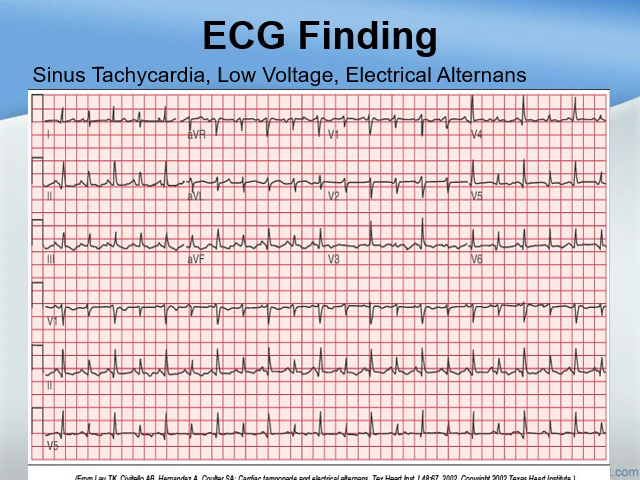 ECG Finding
Sinus Tachycardia, Low Voltage, Electrical Alternans
I aVR V1 V4
II aVL V2 V5
III aVF V3 V6
V1
II
V5
(From Lau TK, Civitello AB, Hernandez A, Coulter SA: Cardiac tamponade and electrical alternans. Tex Heart Inst J 49:67, 2002. Copyright 2002 Texas Heart Institute.)
t.com